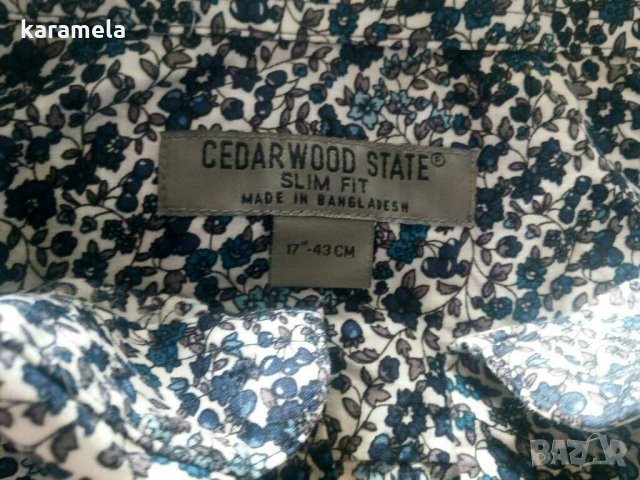 karamela
CEDARWOOD STATE®
SLIM FIT
MADE IN BANGLADESH
17"-43 CM
BAZAR